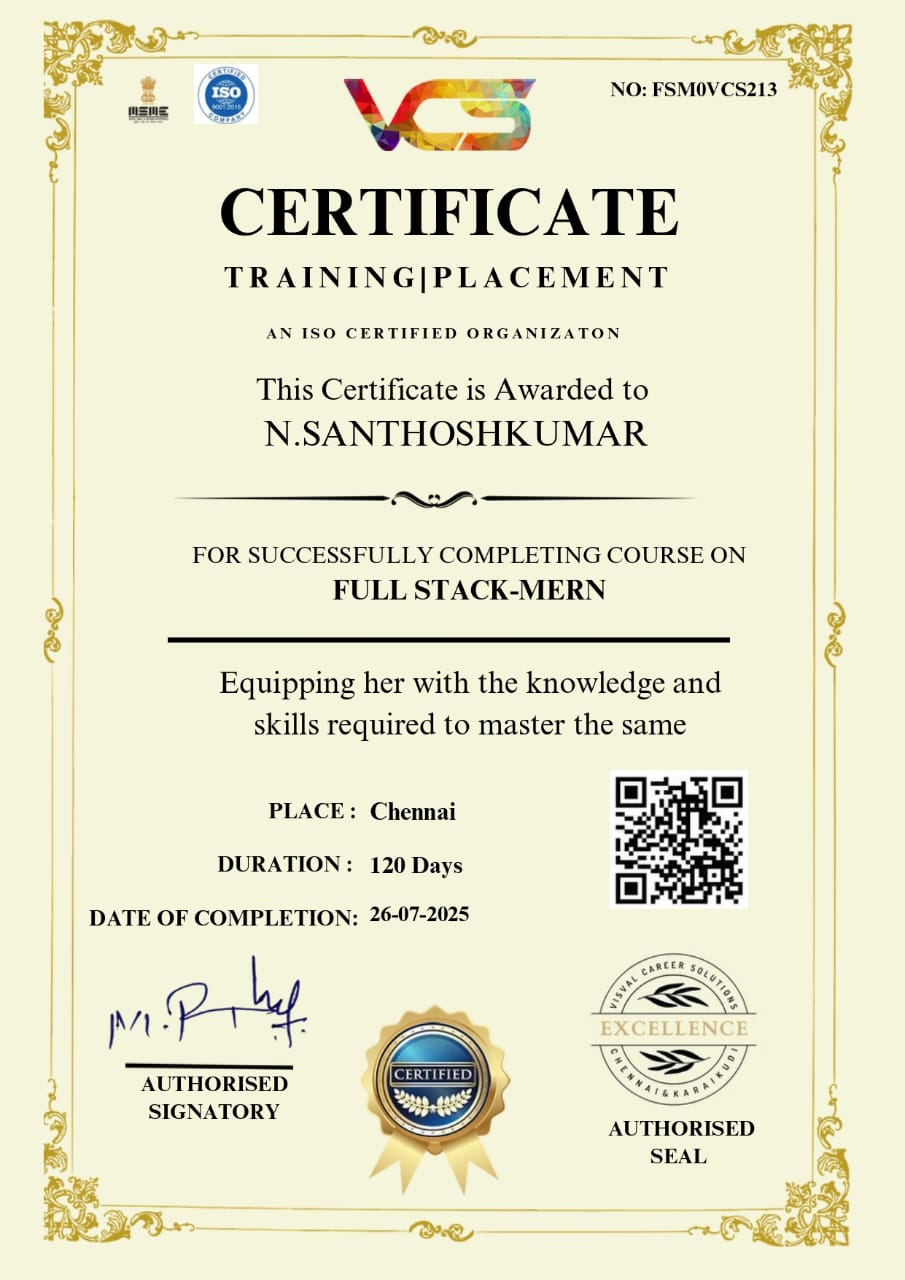 NO: FSM0VCS213
MSME
CERTIFIED
ISO
9001:2015
COMPANY
VCS
CERTIFICATE
TRAINING|PLACEMENT
AN ISO CERTIFIED ORGANIZATON
This Certificate is Awarded to
N.SANTHOSHKUMAR
FOR SUCCESSFULLY COMPLETING COURSE ON
FULL STACK-MERN
Equipping her with the knowledge and
skills required to master the same
PLACE : Chennai
DURATION : 120 Days
DATE OF COMPLETION: 26-07-2025
AUTHORISED
SIGNATORY
CERTIFIED
VISVAL CAREER SOLUTIONS
EXCELLENCE
CHENNAI & KARAIKUDI
AUTHORISED
SEAL